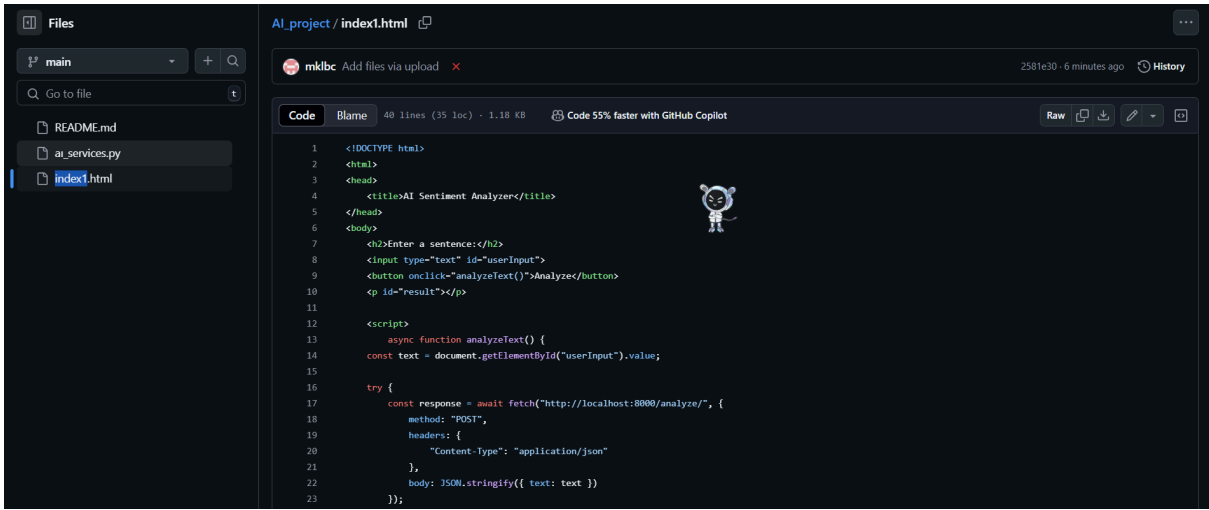 Files
AI_project / index1.html
main
mklbc Add files via upload
2581e30 · 6 minutes ago
History
Go to file
t
Code
Blame
40 lines (35 loc) · 1.18 KB
Code 55% faster with GitHub Copilot
Raw
README.md
ai_services.py
index1.html
1 <!DOCTYPE html>
2 <html>
3 <head>
4 <title>AI Sentiment Analyzer</title>
5 </head>
6 <body>
7 <h2>Enter a sentence:</h2>
8 <input type="text" id="userInput">
9 <button onclick="analyzeText()">Analyze</button>
10 <p id="result"></p>
11
12 <script>
13 async function analyzeText() {
14 const text = document.getElementById("userInput").value;
15
16 try {
17 const response = await fetch("http://localhost:8000/analyze/", {
18 method: "POST",
19 headers: {
20 "Content-Type": "application/json"
21 },
22 body: JSON.stringify({ text: text })
23 });